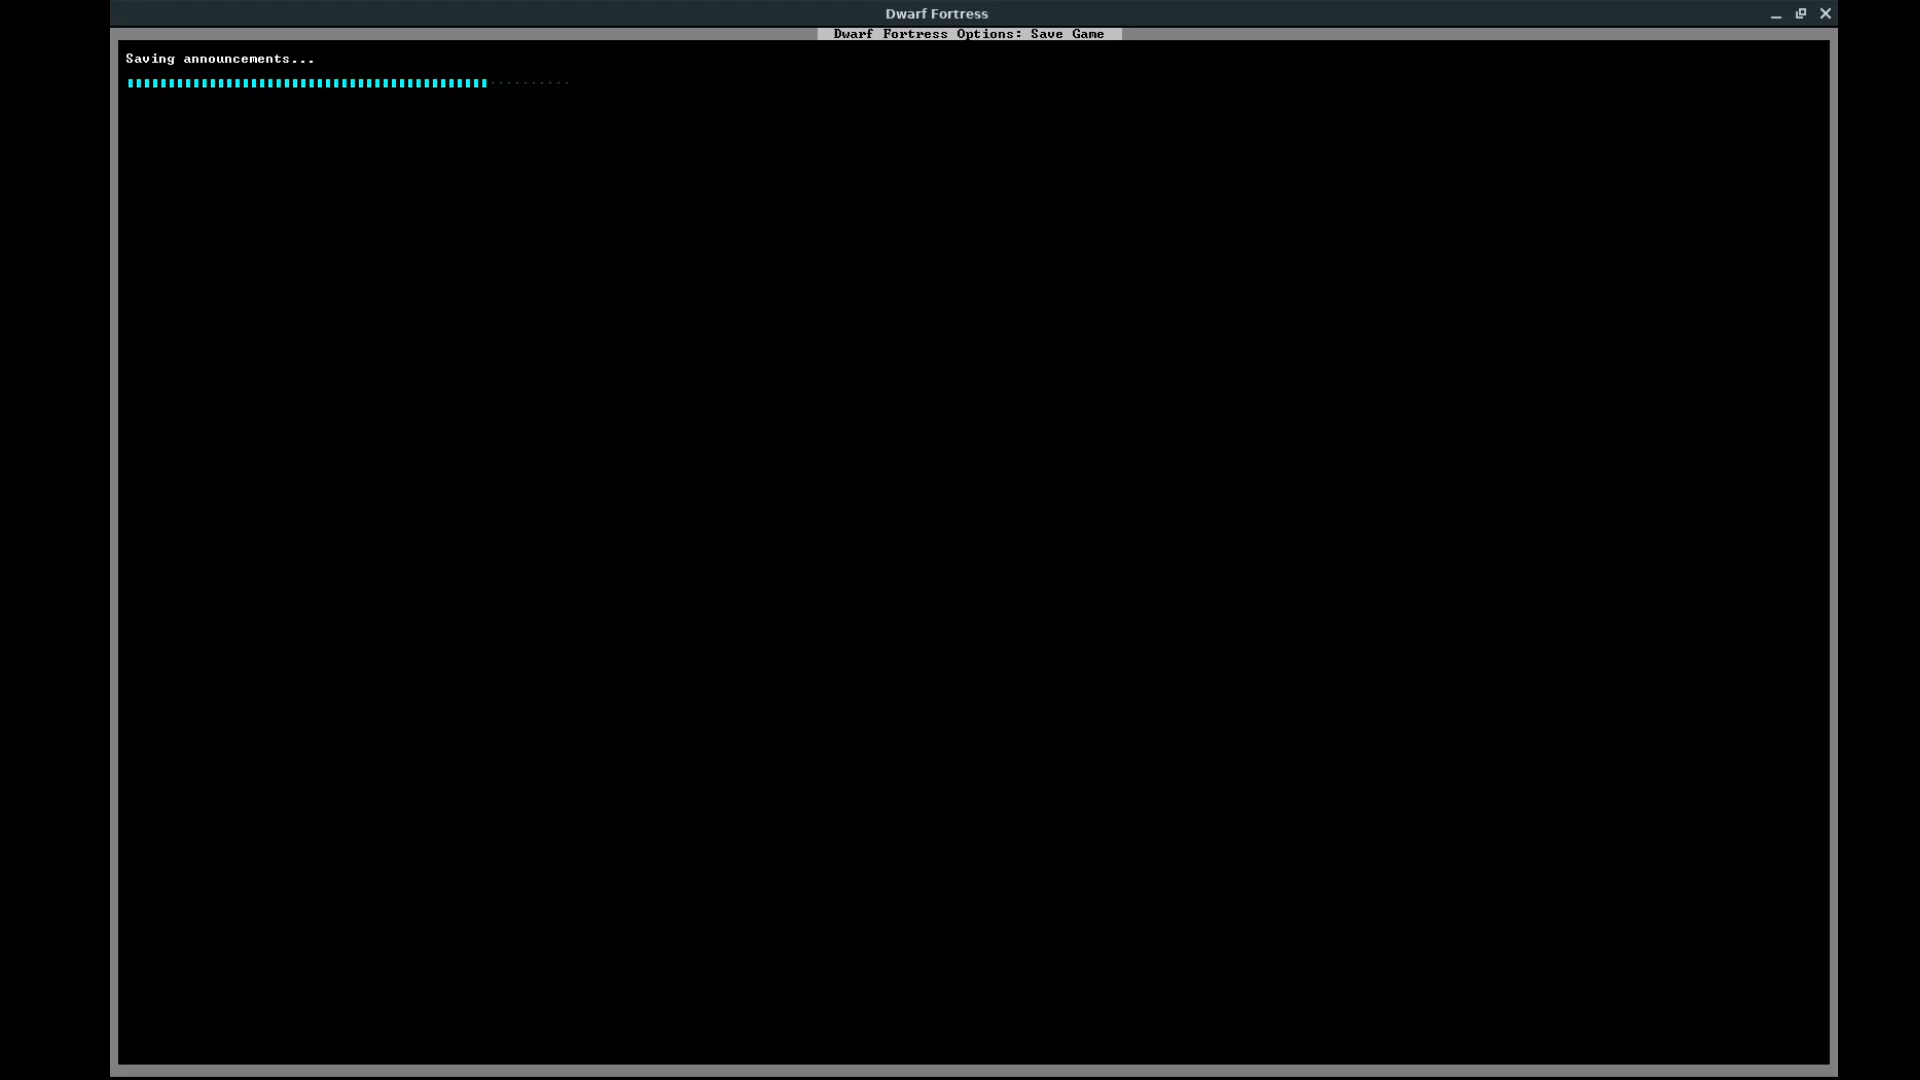 Dwarf Fortress
Dwarf Fortress Options: Save Game
Saving announcements...